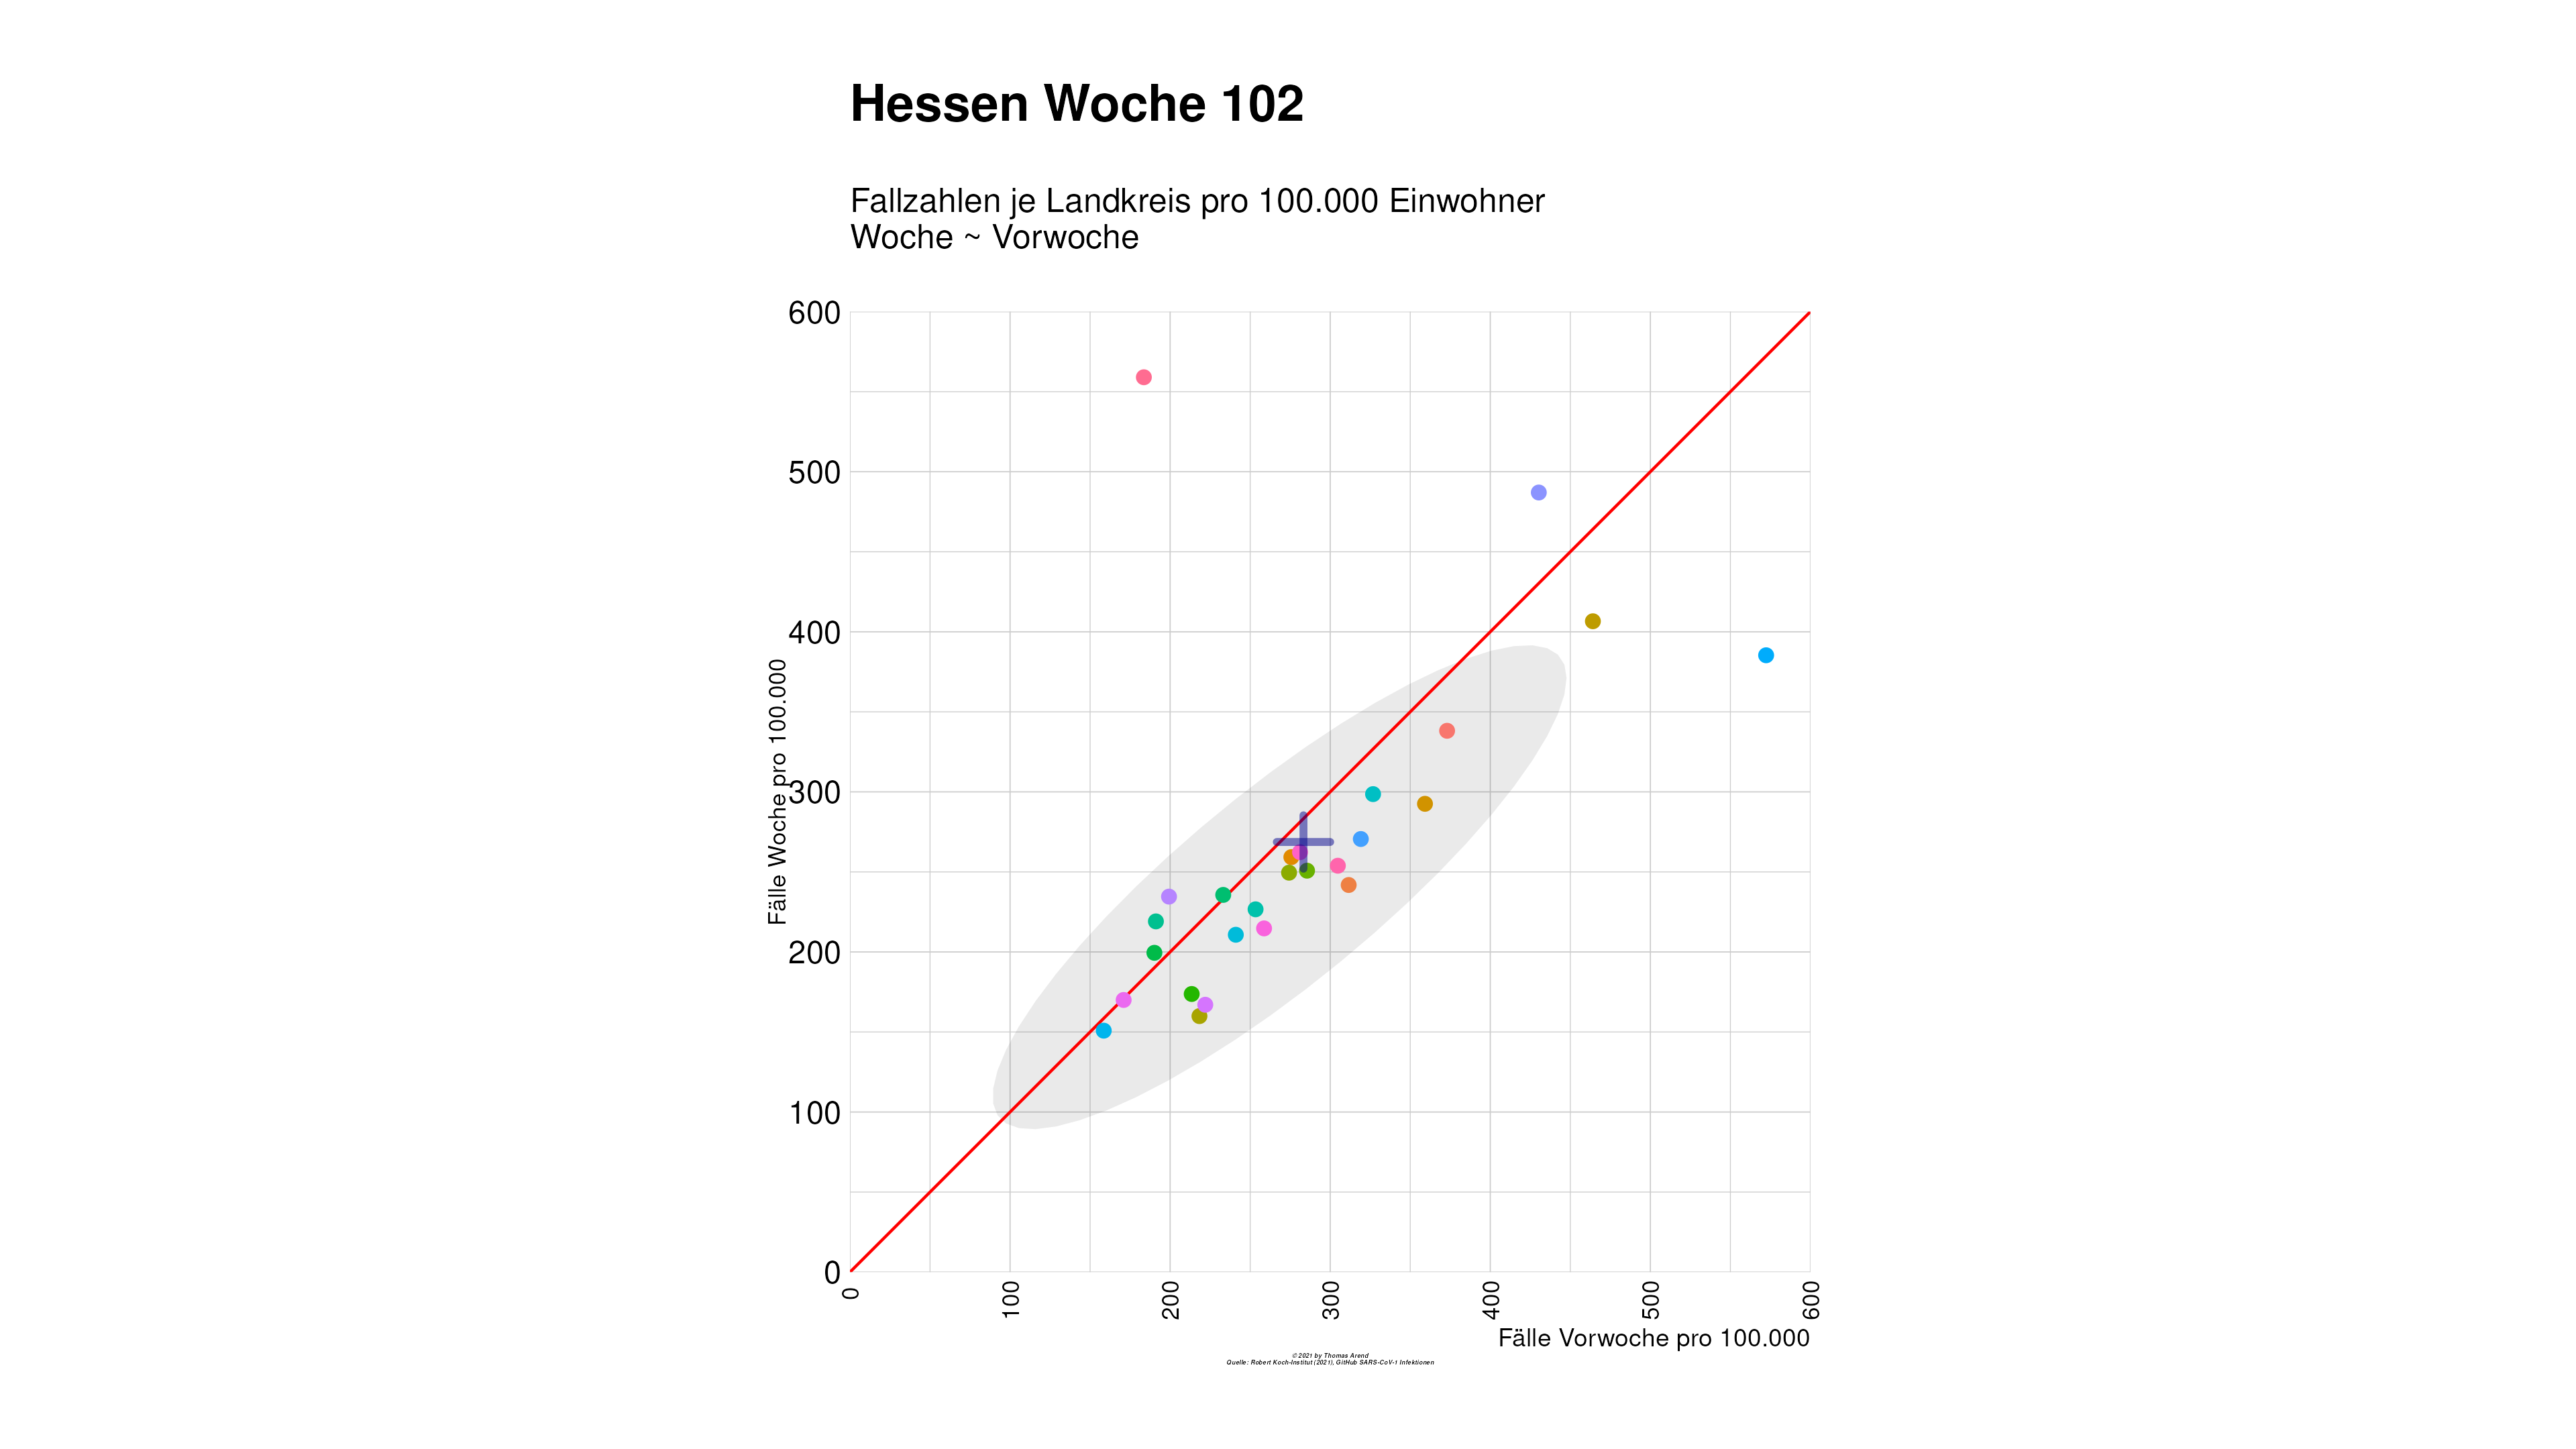 Hessen Woche 102
Fallzahlen je Landkreis pro 100.000 Einwohner
Woche ~ Vorwoche
600
500
400
300
200
100
0
Fälle Woche pro 100.000
0
100
200
300
400
500
600
Fälle Vorwoche pro 100.000
© 2021 by Thomas Arend
Quelle: Robert Koch-Institut (2021), GitHub SARS-CoV-1 Infektionen